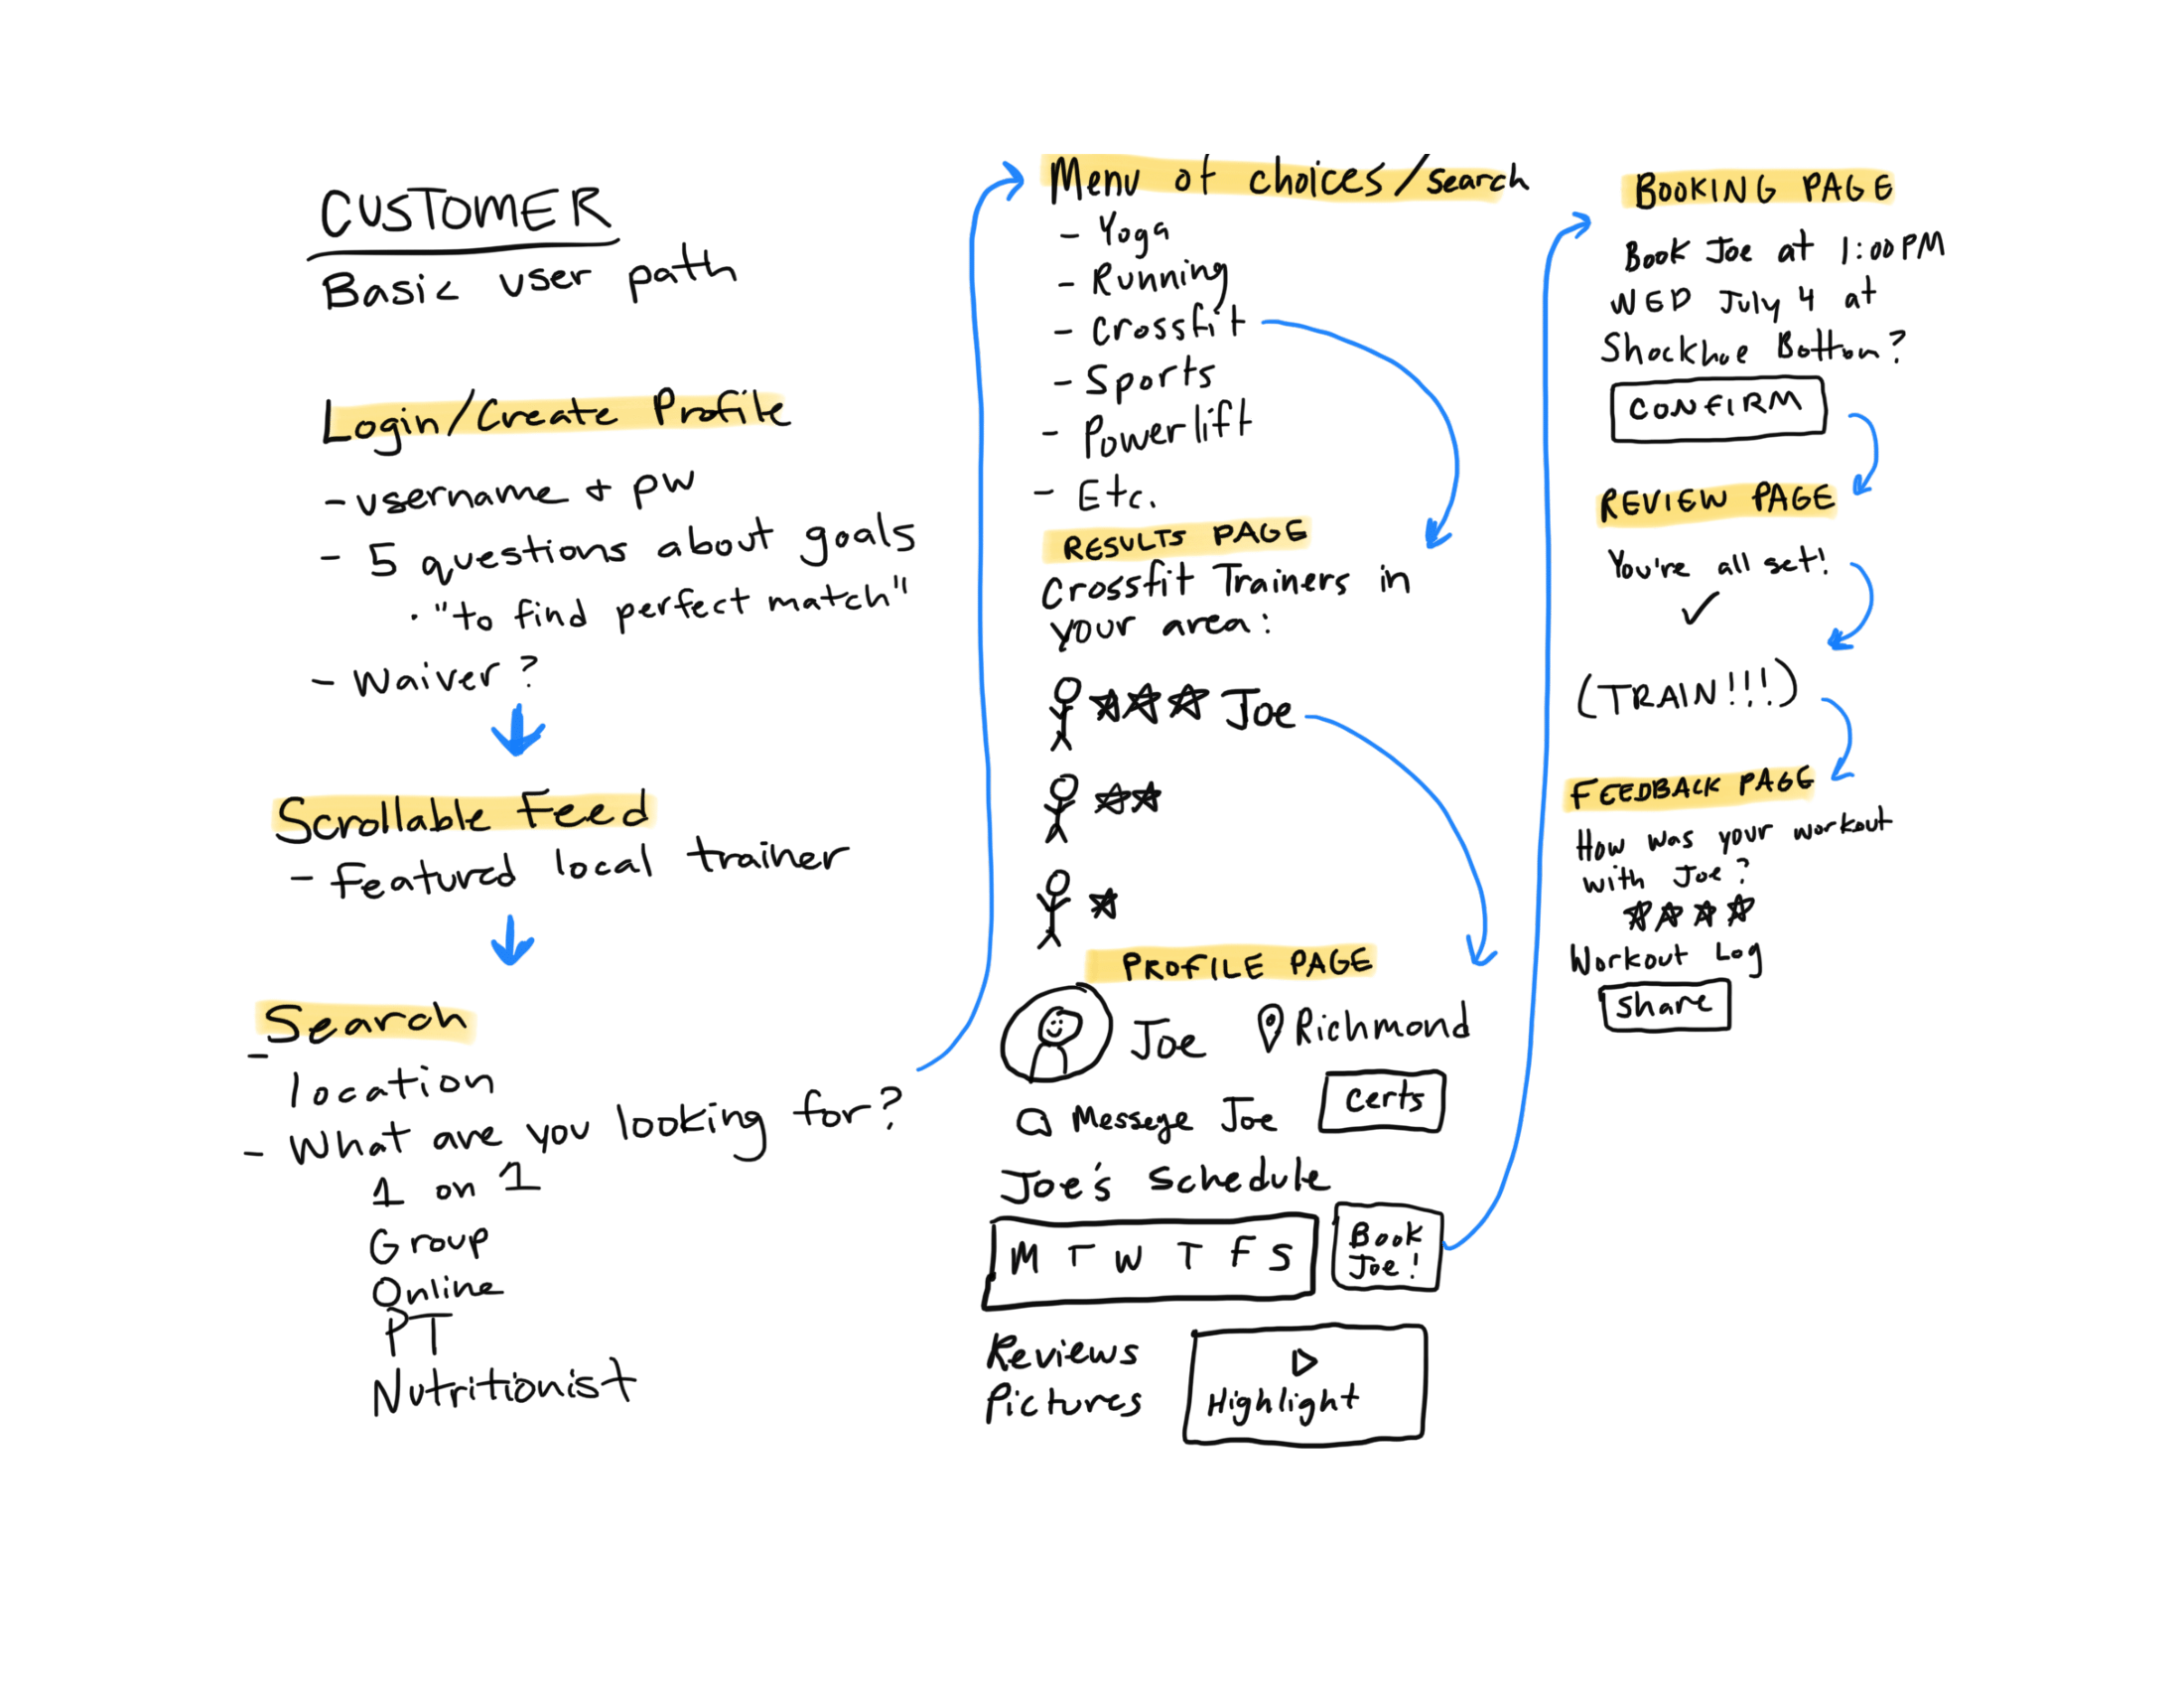 CUSTOMER
Basic user path
Login/Create Profile
- username + pw
- 5 questions about goals
• "to find perfect match"
- Waiver?
Scrollable Feed
- Featured local trainer
Search
- location
- What are you looking for?
1 on 1
Group
Online
PT
Nutritionist
Menu of choices/search
- Yoga
- Running
- Crossfit
- Sports
- Powerlift
- Etc.
RESULTS PAGE
Crossfit Trainers in
your area:
Joe
PROFILE PAGE
Joe Richmond
Messege Joe certs
Joe's Schedule
M T W T F S Book
Joe!
Reviews
Pictures Highlight
BOOKING PAGE
Book Joe at 1:00PM
WED July 4 at
Shockhoe Bottom?
CONFIRM
REVIEW PAGE
You're all set!
(TRAIN!!!)
FEEDBACK PAGE
How was your workout
with Joe?
Workout Log
share